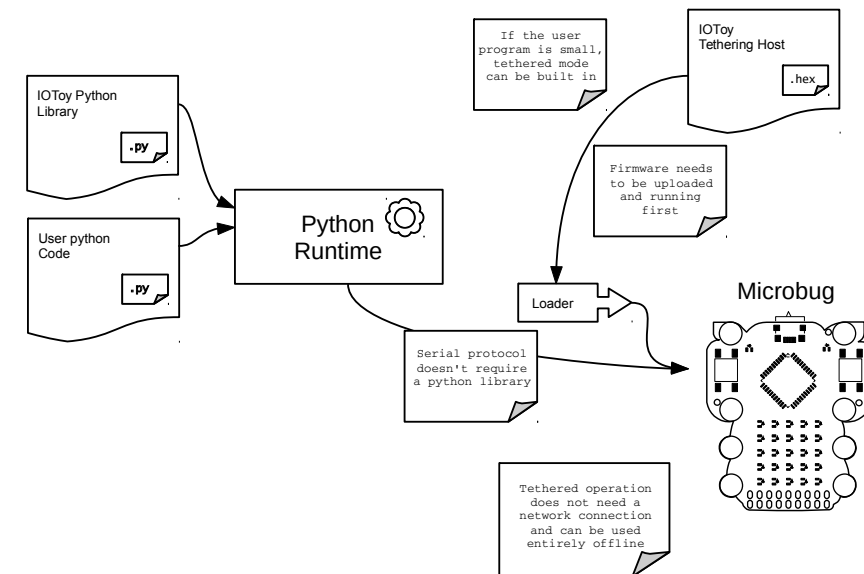 If the user
program is small,
tethered mode
can be built in
IOToy
Tethering Host
.hex
IOToy Python
Library
.py
Firmware needs
to be uploaded
and running
first
User python
Code
.py
Python
Runtime
Loader
Microbug
Serial protocol
doesn't require
a python library
Tethered operation
does not need a
network connection
and can be used
entirely offline